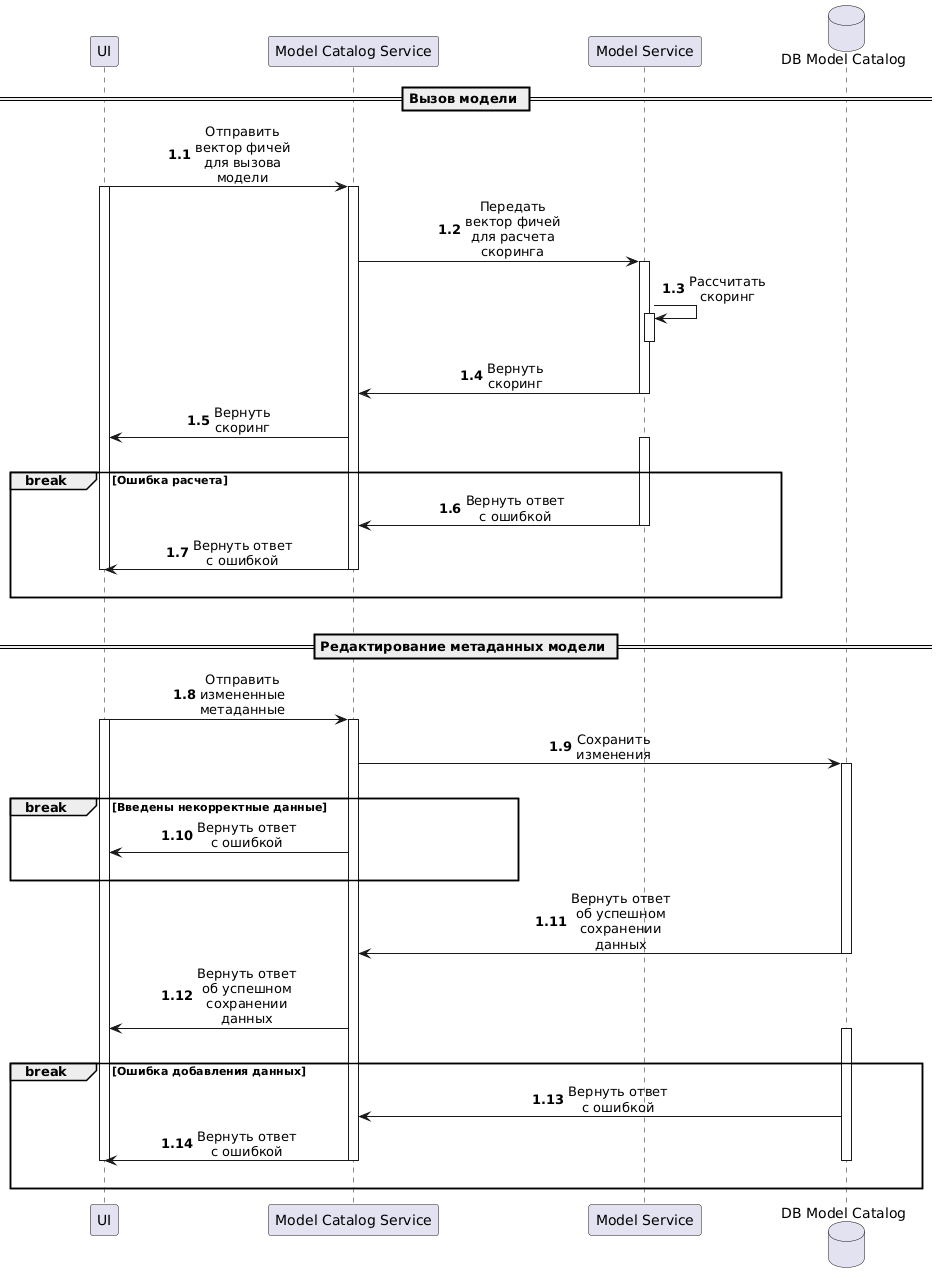 UI
Model Catalog Service
Model Service
DB Model Catalog
Вызов модели
Отправить
1.1 вектор фичей
для вызова
модели
Передать
1.2 вектор фичей
для расчета
скоринга
1.3 Рассчитать
скоринг
1.4 Вернуть
скоринг
1.5 Вернуть
скоринг
break [Ошибка расчета]
1.6 Вернуть ответ
с ошибкой
1.7 Вернуть ответ
с ошибкой
Редактирование метаданных модели
Отправить
1.8 измененные
метаданные
1.9 Сохранить
изменения
break [Введены некорректные данные]
1.10 Вернуть ответ
с ошибкой
Вернуть ответ
1.11 об успешном
сохранении
данных
Вернуть ответ
1.12 об успешном
сохранении
данных
break [Ошибка добавления данных]
1.13 Вернуть ответ
с ошибкой
1.14 Вернуть ответ
с ошибкой
UI
Model Catalog Service
Model Service
DB Model Catalog